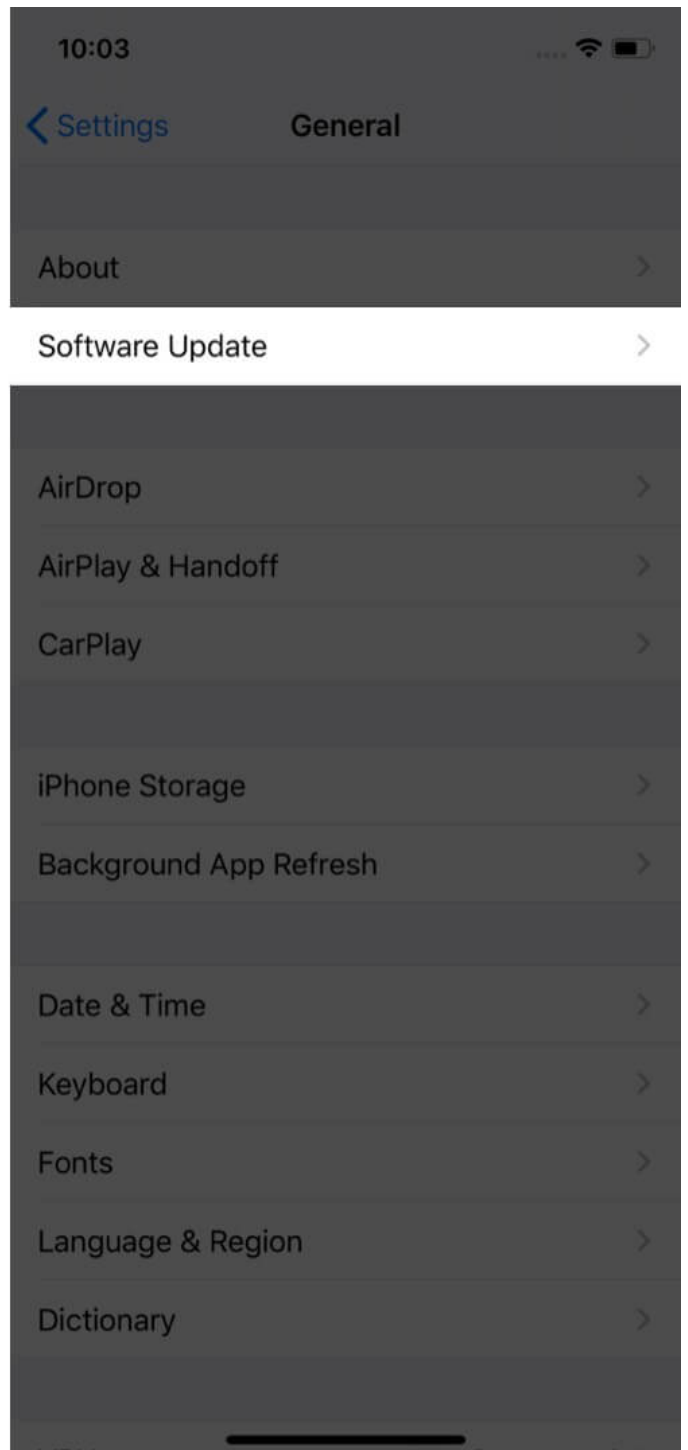 10:03
Settings General
About
Software Update
AirDrop
AirPlay & Handoff
CarPlay
iPhone Storage
Background App Refresh
Date & Time
Keyboard
Fonts
Language & Region
Dictionary